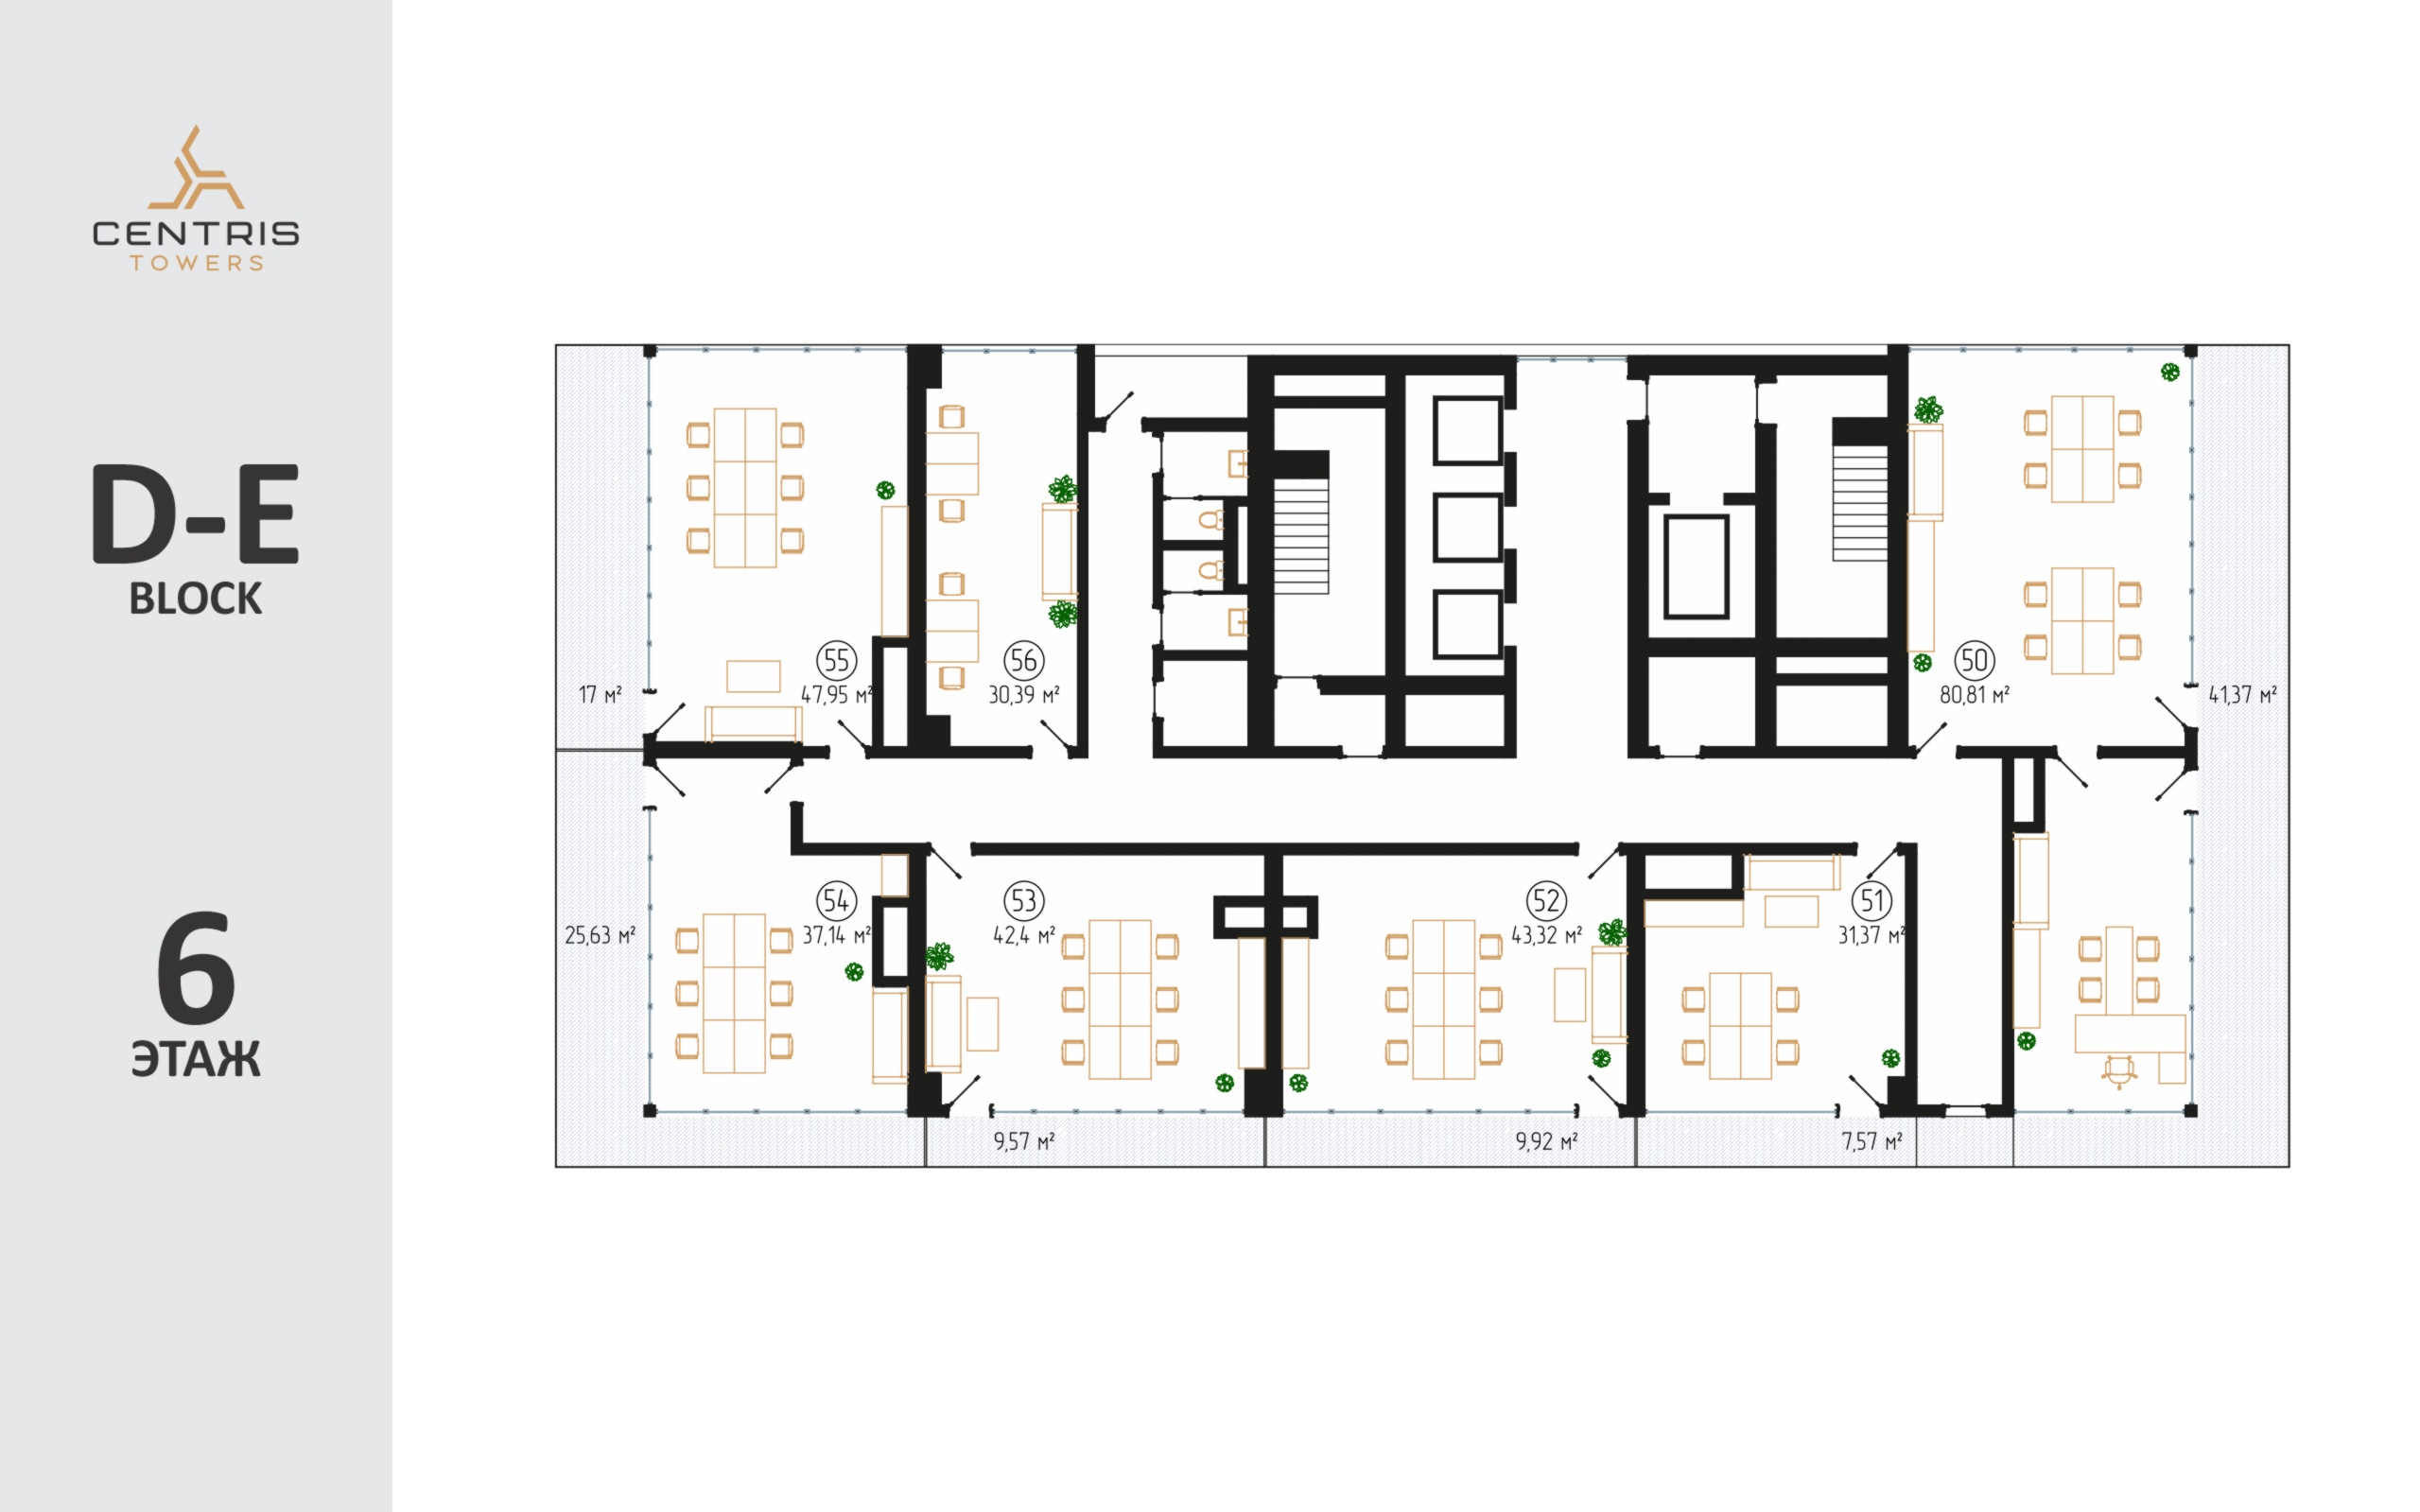 CENTRIS
TOWERS
D-E
BLOCK
6
ЭТАЖ
55
47,95 м²
17 м²
56
30,39 м²
50
80,81 м²
41,37 м²
54
37,14 м²
25,63 м²
53
42,4 м²
52
43,32 м²
51
31,37 м²
9,57 м²
9,92 м²
7,57 м²